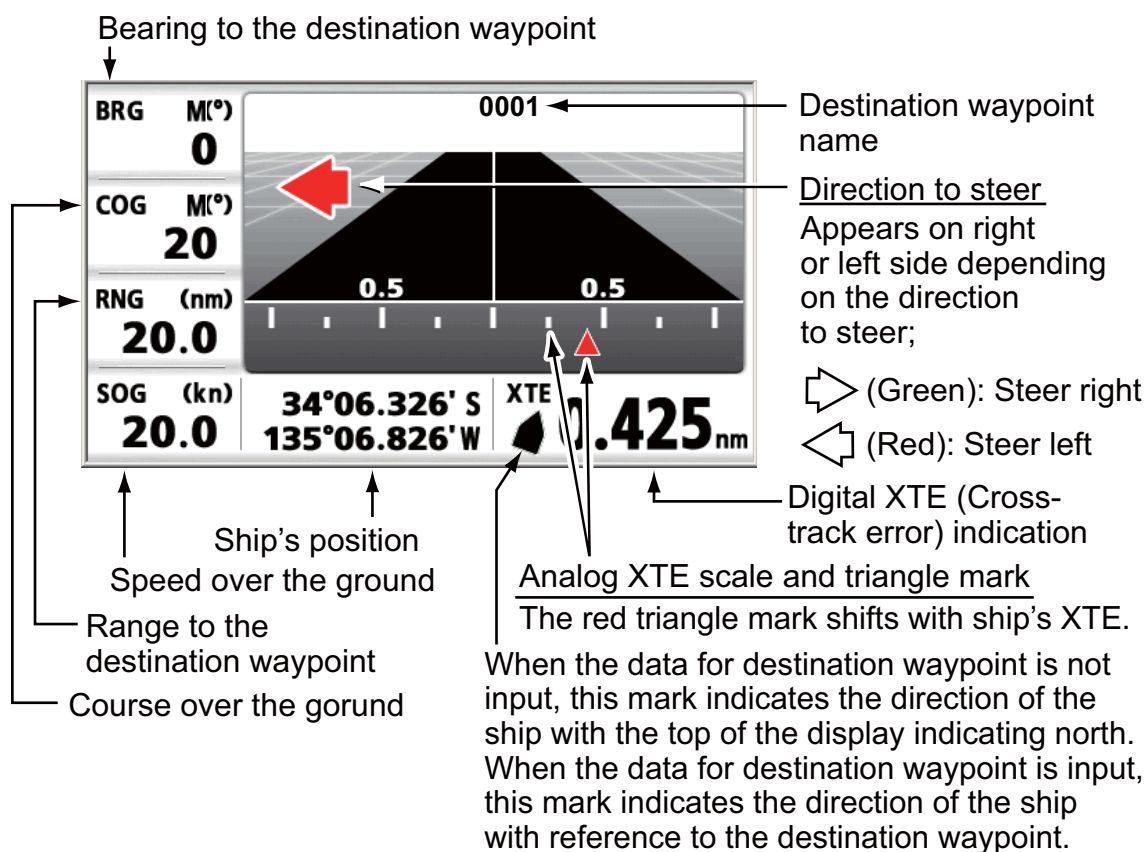 Bearing to the destination waypoint
BRG M(°)
0
COG M(°)
20
RNG (nm)
20.0
SOG (kn)
20.0
0001
0.5 0.5
34°06.326' S
135°06.826' W
XTE
0.425 nm
Destination waypoint
name
Direction to steer
Appears on right
or left side depending
on the direction
to steer;
(Green): Steer right
(Red): Steer left
Digital XTE (Cross-
track error) indication
Ship's position
Speed over the ground
Analog XTE scale and triangle mark
The red triangle mark shifts with ship's XTE.
Range to the
destination waypoint
Course over the gorund
When the data for destination waypoint is not
input, this mark indicates the direction of the
ship with the top of the display indicating north.
When the data for destination waypoint is input,
this mark indicates the direction of the ship
with reference to the destination waypoint.